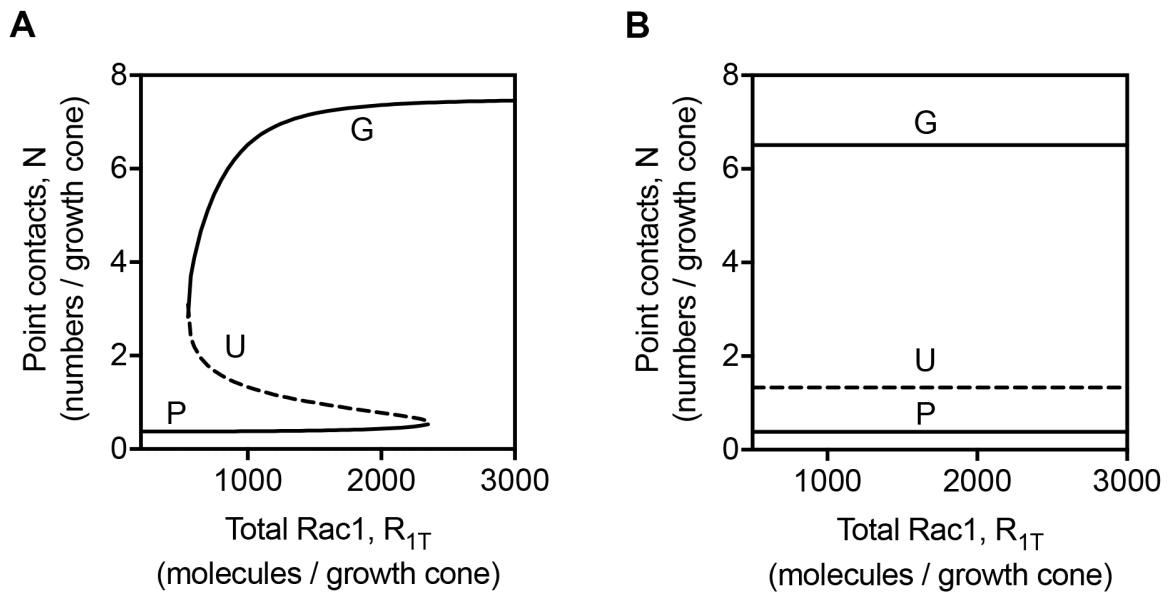 A
8
6
4
2
0
Point contacts, N
(numbers / growth cone)
G
U
P
1000
2000
3000
Total Rac1, R1T
(molecules / growth cone)
B
8
6
4
2
0
Point contacts, N
(numbers / growth cone)
G
U
P
1000
2000
3000
Total Rac1, R1T
(molecules / growth cone)